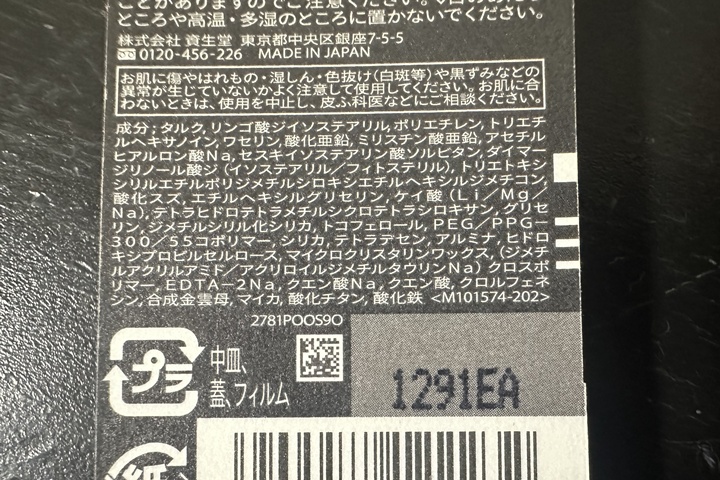 ことがありますのでご注意ください。
ところや高温・多湿のところに置かないでください。
株式会社 資生堂 東京都中央区銀座7-5-5
0120-456-226 MADE IN JAPAN
お肌に傷やはれもの・湿しん・色抜け(白斑等)や黒ずみなどの
異常が生じていないかよく注意して使用してください。お肌に合
わないときは、使用を中止し、皮ふ科医などにご相談ください。
成分:タルク,リンゴ酸ジイソステアリル,ポリエチレン,トリエチ
ルヘキサノイン,ワセリン,酸化亜鉛,ミリスチン酸亜鉛,アセチル
ヒアルロン酸Na,セスキイソステアリン酸ソルビタン,ダイマー
ジリノール酸ジ(イソステアリル/フィトステリル),トリエトキシ
シリルエチルポリジメチルシロキシエチルヘキシルジメチコン,
酸化スズ,エチルヘキシルグリセリン,ケイ酸(Li/Mg/
Na),テトラヒドロテトラメチルシクロテトラシロキサン,グリセ
リン,ジメチルシリル化シリカ,トコフェロール,PEG/PPG-
300/55コポリマー,シリカ,テトラデセン,アルミナ,ヒドロ
キシプロピルセルロース,マイクロクリスタリンワックス,(ジメチ
ルアクリルアミド/アクリロイルジメチルタウリンNa)クロスポ
リマー,EDTA-2Na,クエン酸Na,クエン酸,クロルフェネ
シン,合成金雲母,マイカ,酸化チタン,酸化鉄 <M101574-202>
2781POOS9O
プラ
中皿、
蓋、フィルム
1291EA
紙